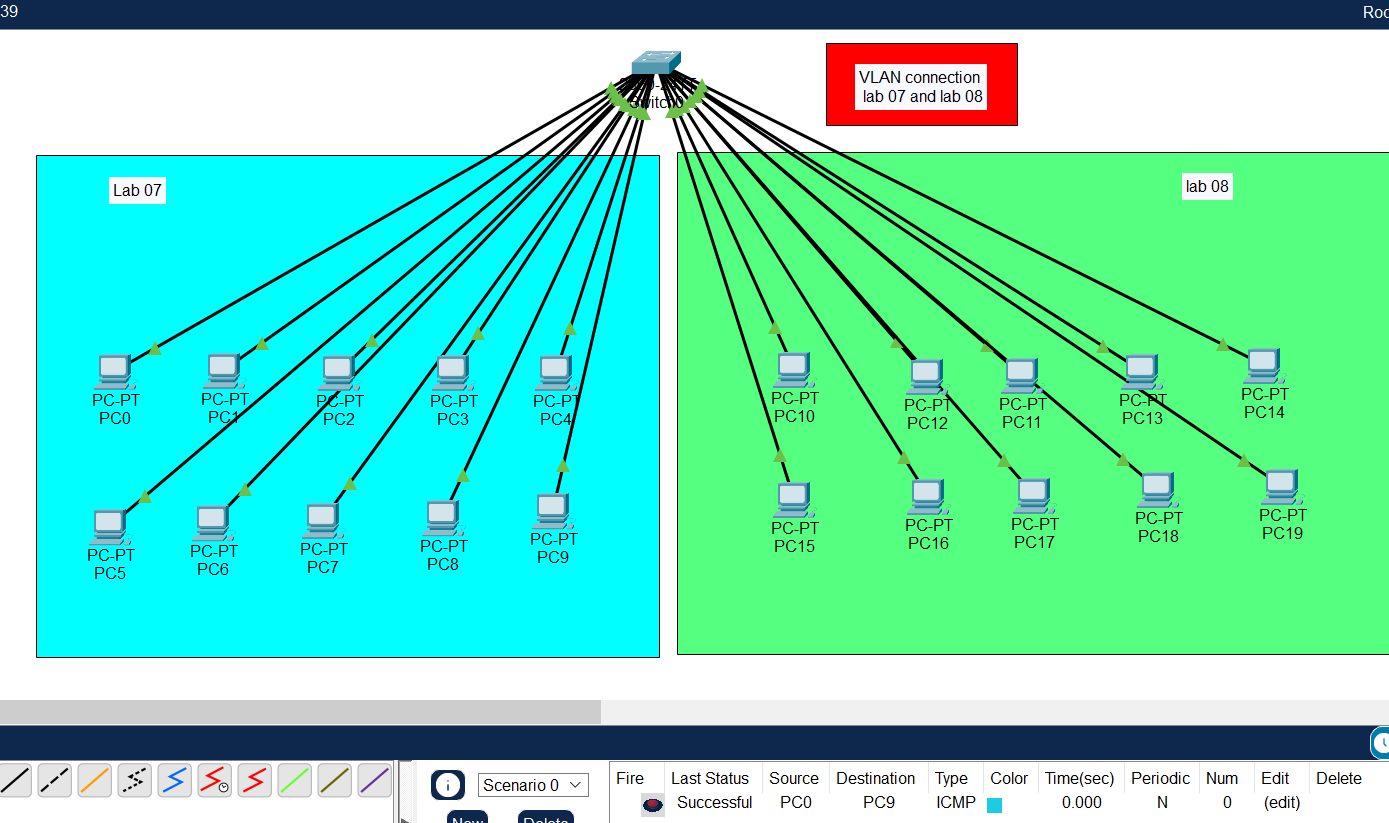 39
Roo
Switch0
VLAN connection
lab 07 and lab 08
Lab 07
lab 08
PC-PT
PC0
PC-PT
PC1
PC-PT
PC2
PC-PT
PC3
PC-PT
PC4
PC-PT
PC10
PC-PT
PC12
PC-PT
PC11
PC-PT
PC13
PC-PT
PC14
PC-PT
PC5
PC-PT
PC6
PC-PT
PC7
PC-PT
PC8
PC-PT
PC9
PC-PT
PC15
PC-PT
PC16
PC-PT
PC17
PC-PT
PC18
PC-PT
PC19
Scenario 0
New Delete
Fire Last Status Source Destination Type Color Time(sec) Periodic Num Edit Delete
Successful PC0 PC9 ICMP 0.000 N 0 (edit)